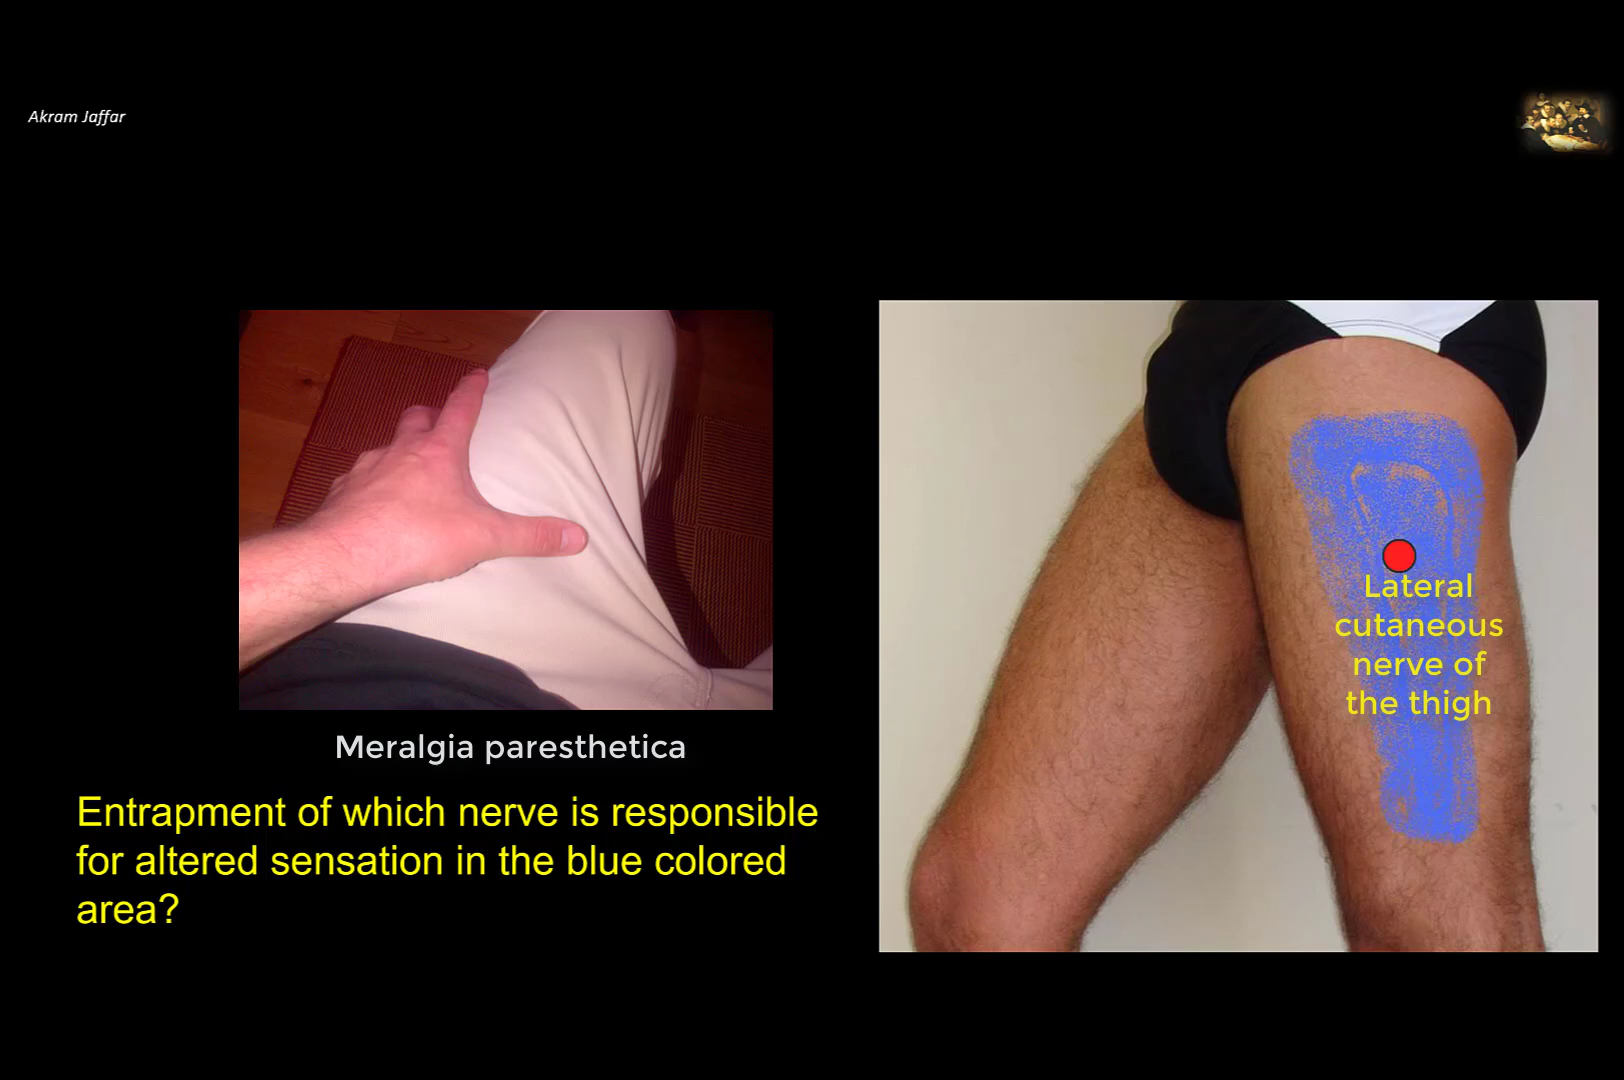 Akram Jaffar
Lateral
cutaneous
nerve of
the thigh
Meralgia paresthetica
Entrapment of which nerve is responsible
for altered sensation in the blue colored
area?